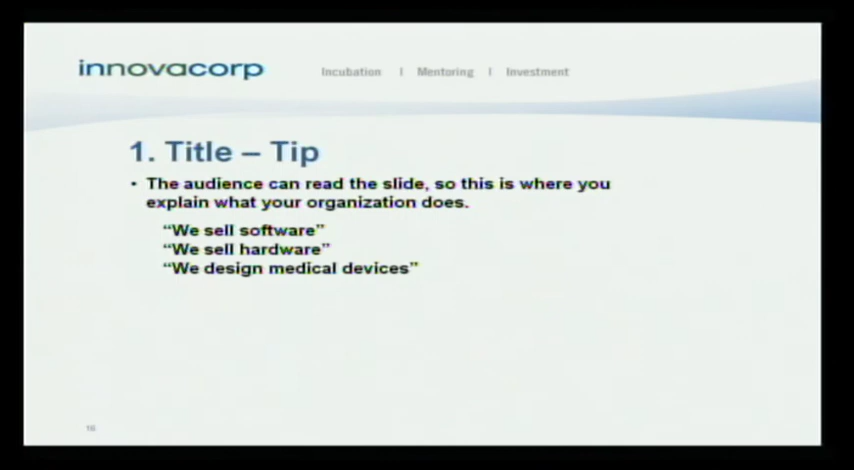 innovacorp
Incubation | Mentoring | Investment
1. Title – Tip
• The audience can read the slide, so this is where you
explain what your organization does.
“We sell software”
“We sell hardware”
“We design medical devices”